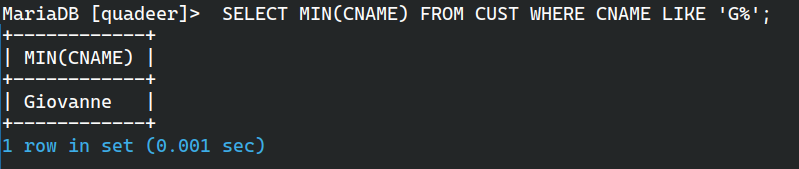 MariaDB [quadeer]>  SELECT MIN(CNAME) FROM CUST WHERE CNAME LIKE 'G%';
+------------+
| MIN(CNAME) |
+------------+
| Giovanne   |
+------------+
1 row in set (0.001 sec)